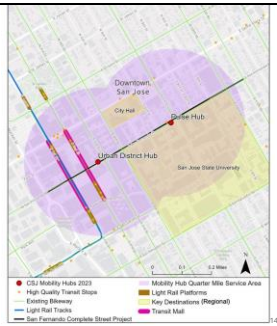 Downtown,
San Jose
City Hall
Diridon Hub
Urban District Hub
San Jose State University
0 0.1 0.2 Miles
CSJ Mobility Hubs 2023
High Quality Transit Stops
Existing Bikeway
Light Rail Tracks
San Fernando Complete Street Project
Mobility Hub Quarter Mile Service Area
Light Rail Platforms
Key Destinations (Regional)
Transit Mall
14